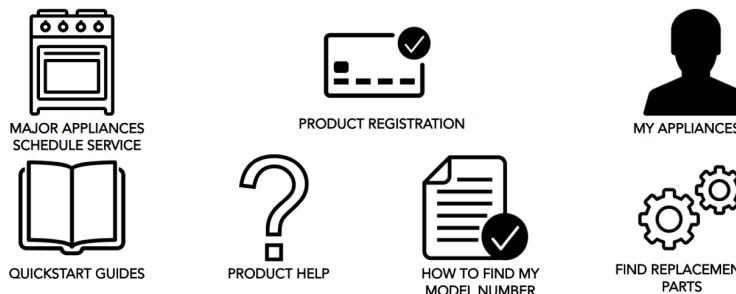 MAJOR APPLIANCES
SCHEDULE SERVICE
PRODUCT REGISTRATION
MY APPLIANCES
QUICKSTART GUIDES
PRODUCT HELP
HOW TO FIND MY
MODEL NUMBER
FIND REPLACEMENT
PARTS